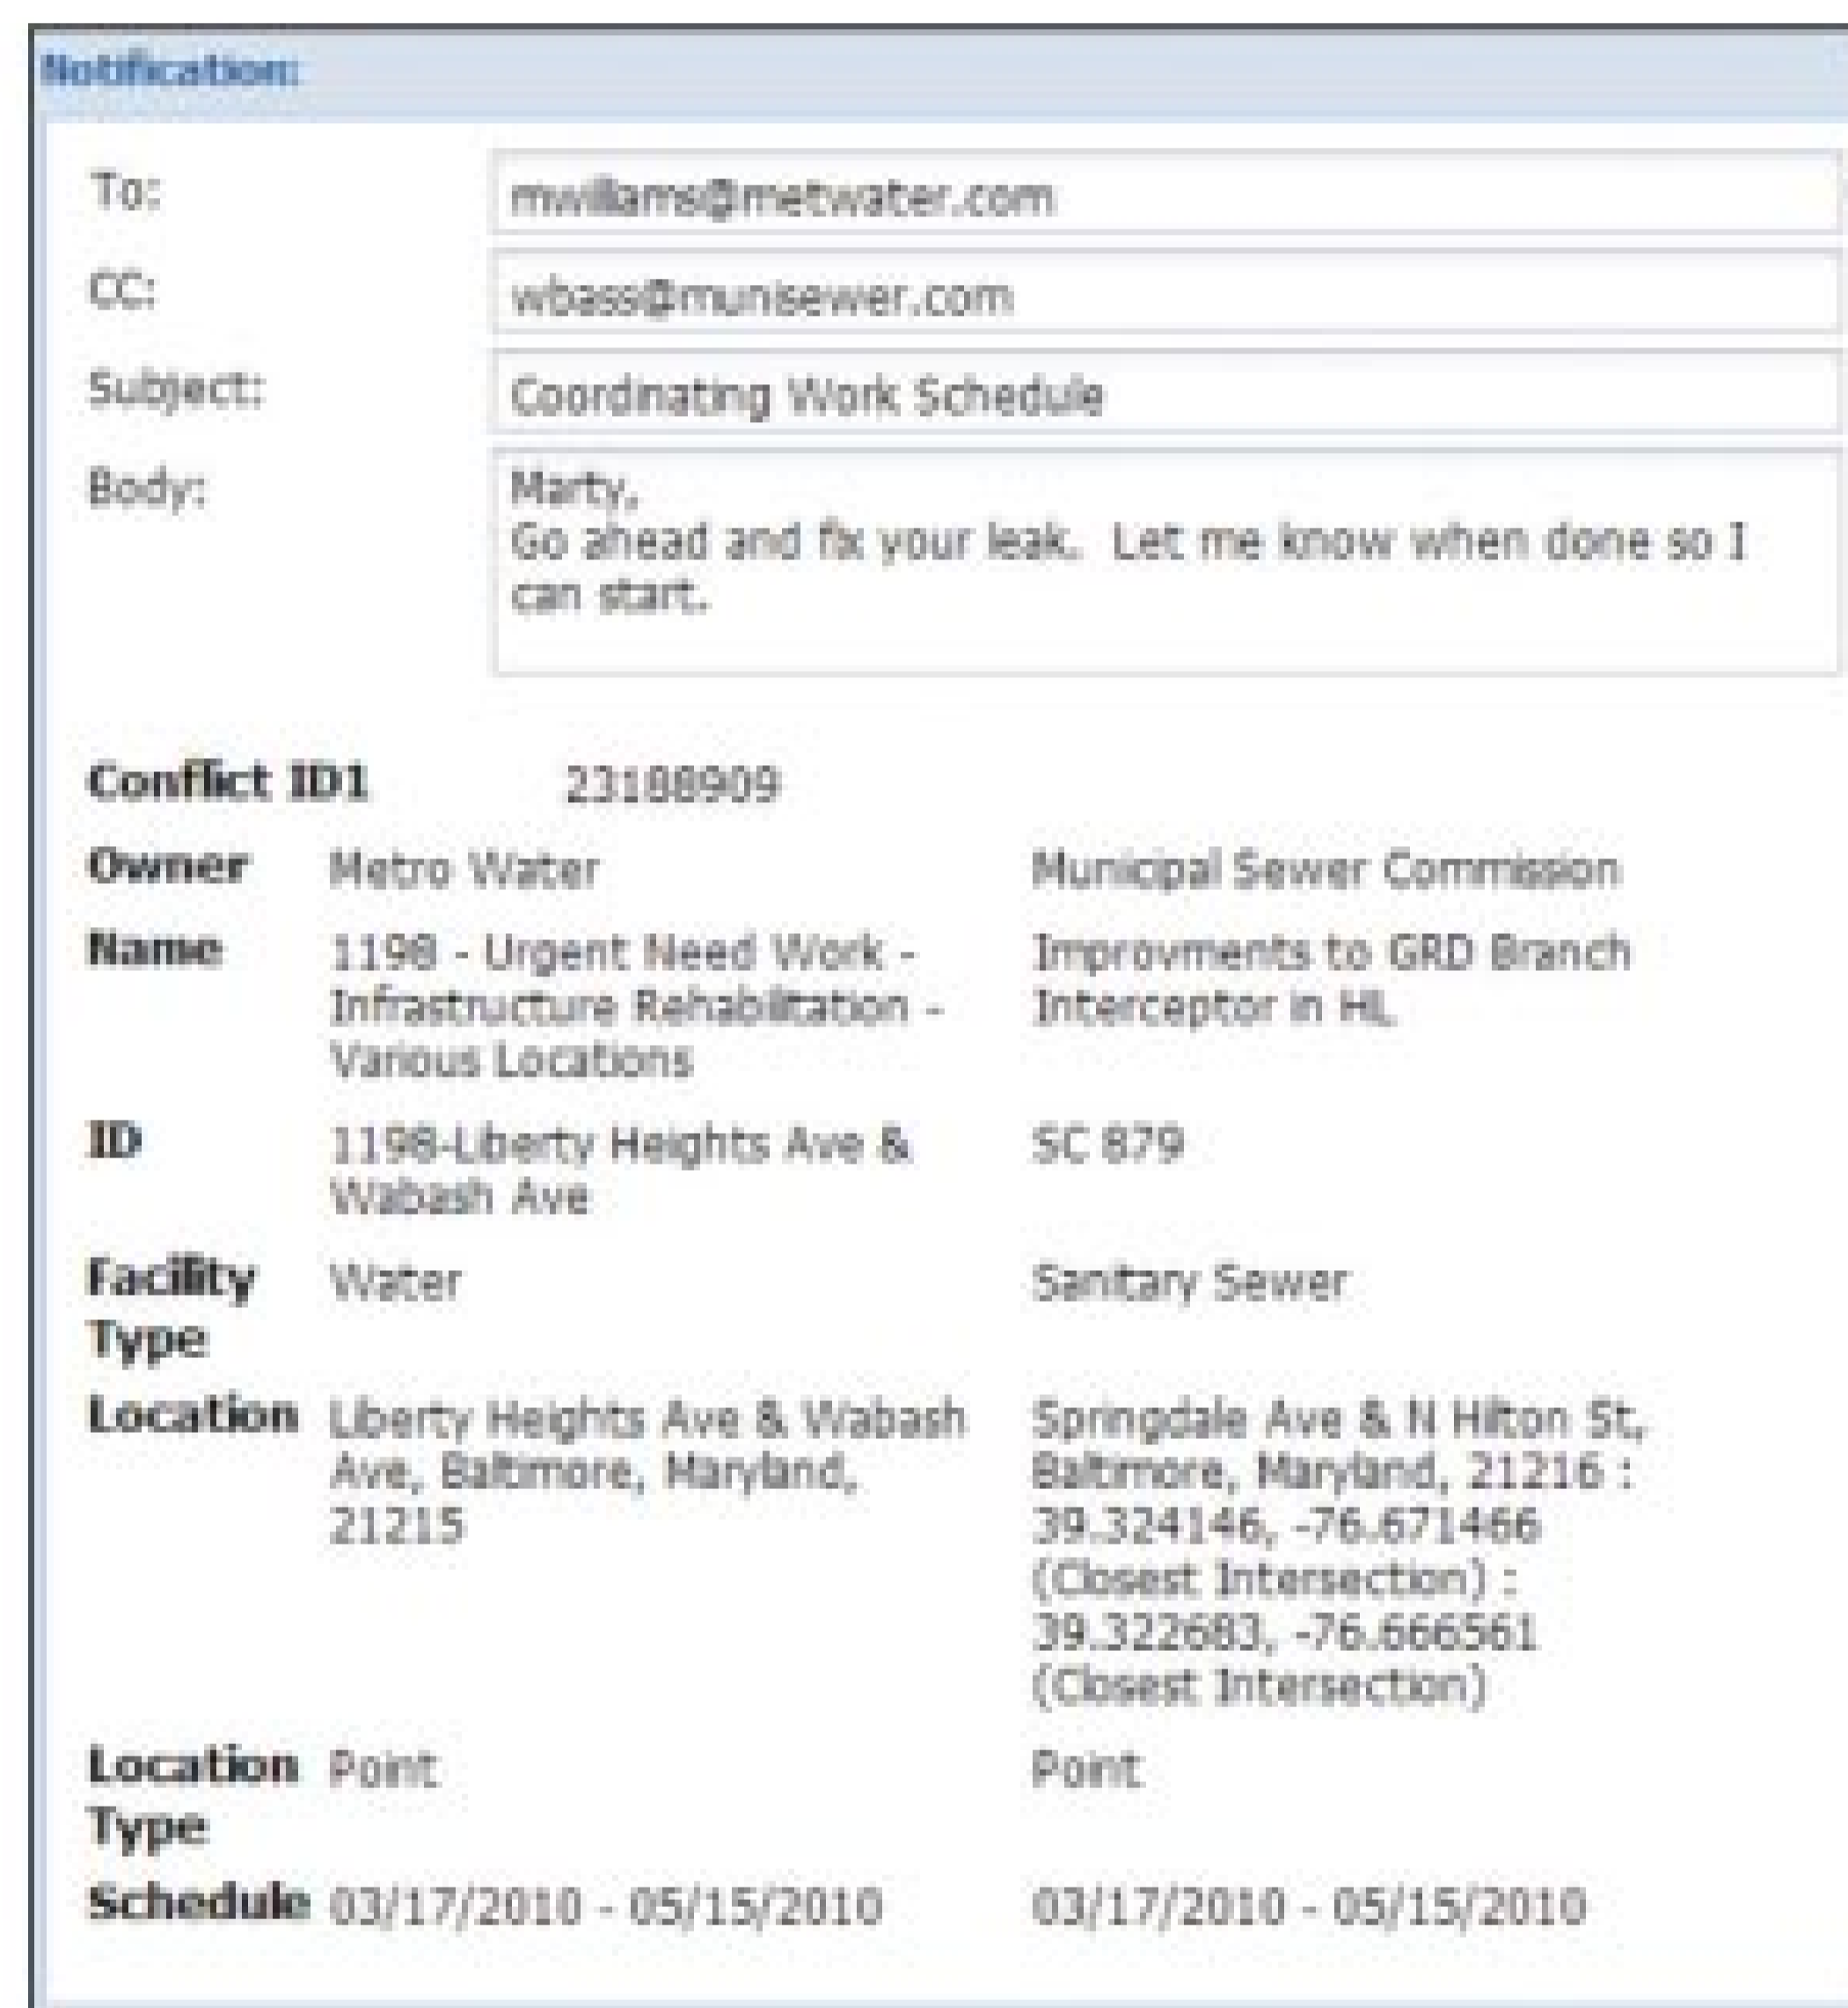 Notification:
To: mwillams@metwater.com
CC: wbass@munisewer.com
Subject: Coordinating Work Schedule
Body: Marty,
Go ahead and fix your leak. Let me know when done so I
can start.
Conflict ID1 23188909
Owner Metro Water Municipal Sewer Commission
Name 1198 - Urgent Need Work - Improvments to GRD Branch
Infrastructure Rehabilitation - Interceptor in HL
Various Locations
ID 1198-Liberty Heights Ave & SC 879
Wabash Ave
Facility Water Sanitary Sewer
Type
Location Liberty Heights Ave & Wabash Springdale Ave & N Hilton St,
Ave, Baltimore, Maryland, Baltimore, Maryland, 21216 :
21215 39.324146, -76.671466
(Closest Intersection) :
39.322683, -76.666561
(Closest Intersection)
Location Point Point
Type
Schedule 03/17/2010 - 05/15/2010 03/17/2010 - 05/15/2010